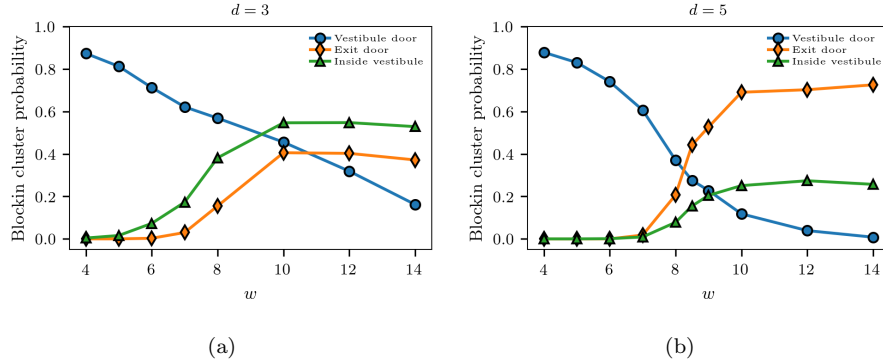 d = 3
Blockin cluster probability
1.0
0.8
0.6
0.4
0.2
0.0
Vestibule door
Exit door
Inside vestibule
4 6 8 10 12 14
w
(a)
d = 5
Blockin cluster probability
1.0
0.8
0.6
0.4
0.2
0.0
Vestibule door
Exit door
Inside vestibule
4 6 8 10 12 14
w
(b)